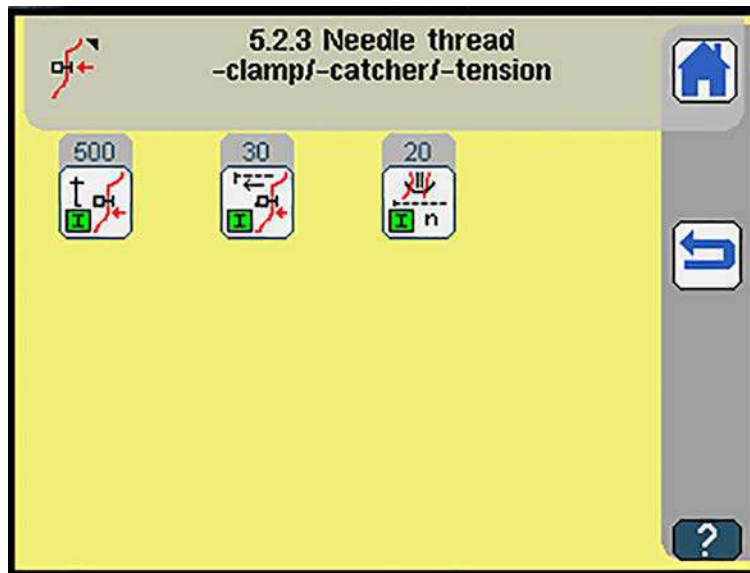 5.2.3 Needle thread
-clamp/-catcher/-tension
500 30 20
t
I I I n
?